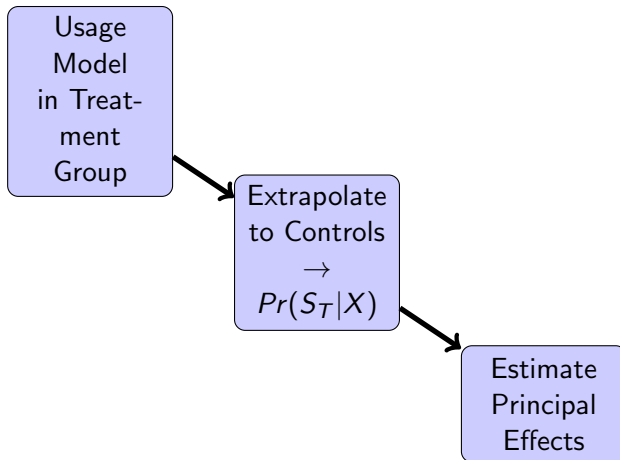 Usage
Model
in Treat-
ment
Group
Extrapolate
to Controls
→
Pr(S_T|X)
Estimate
Principal
Effects